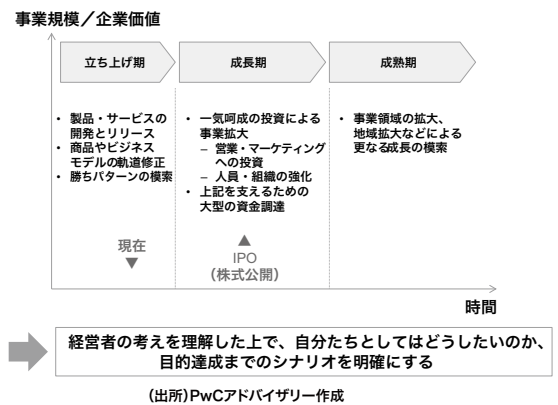 事業規模／企業価値
立ち上げ期
成長期
成熟期
• 製品・サービスの
開発とリリース
• 商品やビジネス
モデルの軌道修正
• 勝ちパターンの模索
• 一気呵成の投資による
事業拡大
– 営業・マーケティング
への投資
– 人員・組織の強化
• 上記を支えるための
大型の資金調達
• 事業領域の拡大、
地域拡大などによる
更なる成長の模索
現在
▼
▲
IPO
（株式公開）
時間
経営者の考えを理解した上で、自分たちとしてはどうしたいのか、
目的達成までのシナリオを明確にする
（出所）PwCアドバイザリー作成